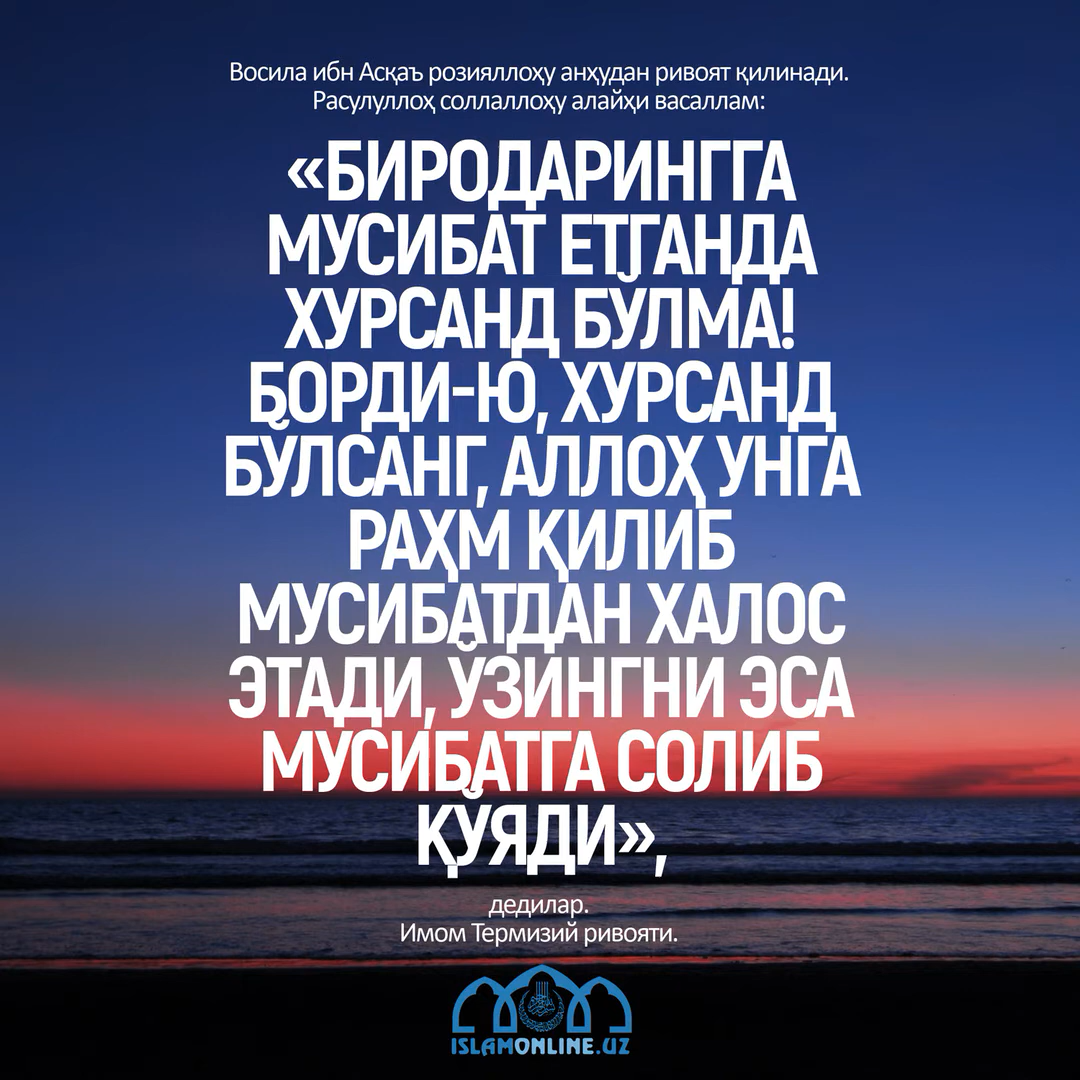 Восила ибн Асқаъ розияллоҳу анҳудан ривоят қилинади.
Расулуллоҳ соллаллоҳу алайҳи васаллам:
«БИРОДАРИНГГА
МУСИБАТ ЕТГАНДА
ХУРСАНД БЎЛМА!
БОРДИ-Ю, ХУРСАНД
БЎЛСАНГ, АЛЛОҲ УНГА
РАҲМ ҚИЛИБ
МУСИБАТДАН ХАЛОС
ЭТАДИ, ЎЗИНГНИ ЭСА
МУСИБАТГА СОЛИБ
ҚЎЯДИ»,
дедилар.
Имом Термизий ривояти.
ISLAMONLINE.UZ